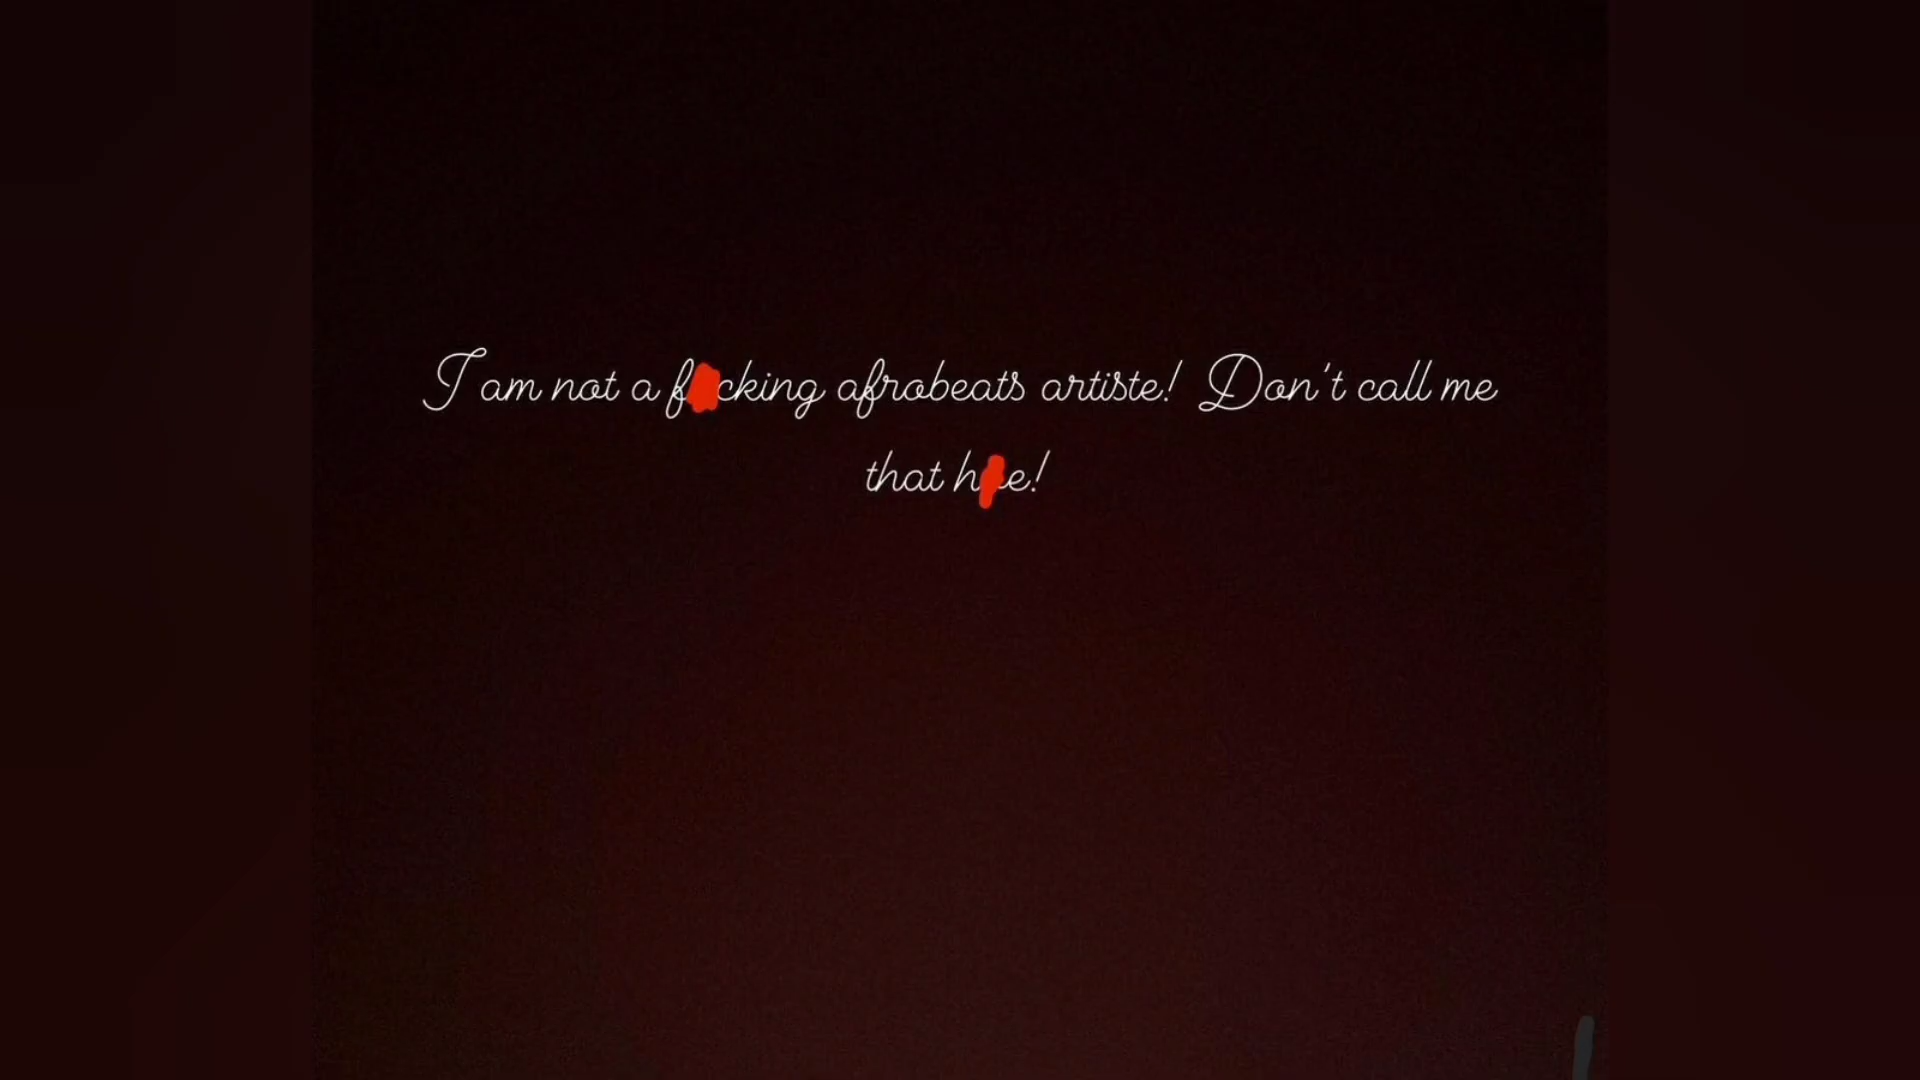 I am not a f cking afrobeats artiste! Don't call me
that h e!